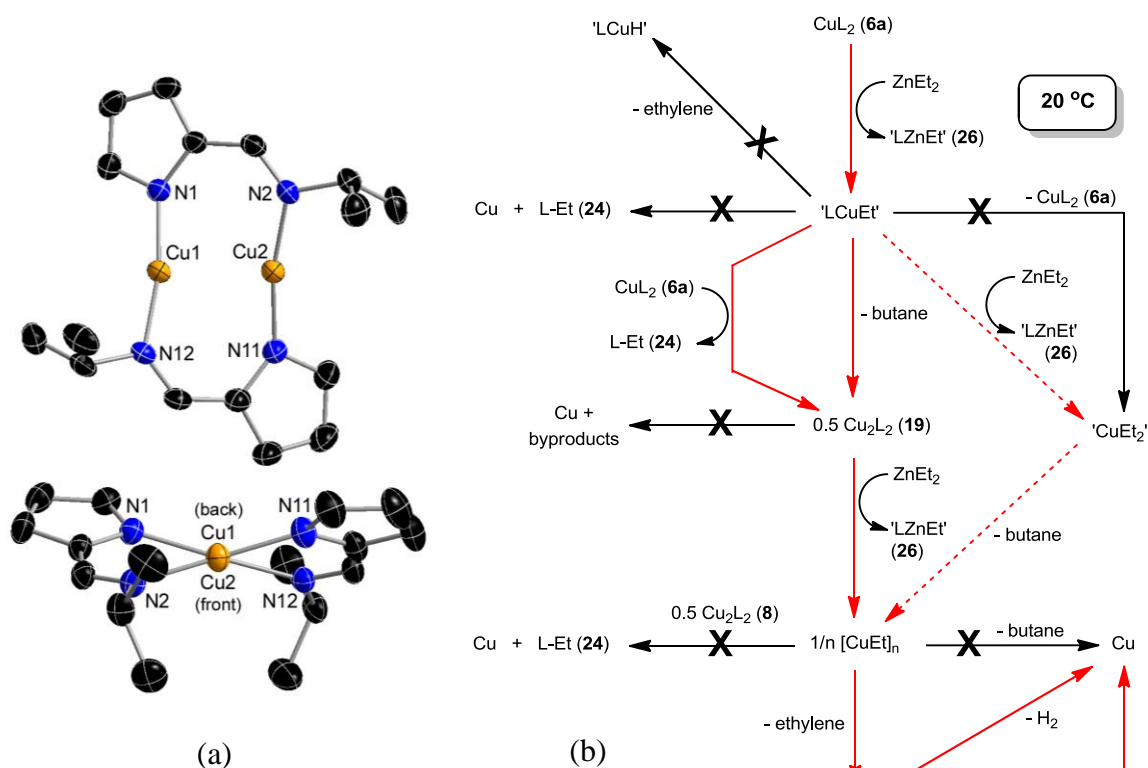 N1
N2
Cu1
Cu2
N12
N11
N1
(back)
Cu1
N11
Cu2
(front)
N2
N12
(a)
'LCuH'
CuL2 (6a)
ZnEt2
'LZnEt' (26)
20 °C
- ethylene
X
Cu + L-Et (24)
X
'LCuEt'
X
- CuL2 (6a)
CuL2 (6a)
L-Et (24)
- butane
ZnEt2
'LZnEt'
(26)
Cu +
byproducts
X
0.5 Cu2L2 (19)
'CuEt2'
ZnEt2
'LZnEt'
(26)
- butane
0.5 Cu2L2 (8)
Cu + L-Et (24)
X
1/n [CuEt]n
X
- butane
Cu
- ethylene
- H2
(b)